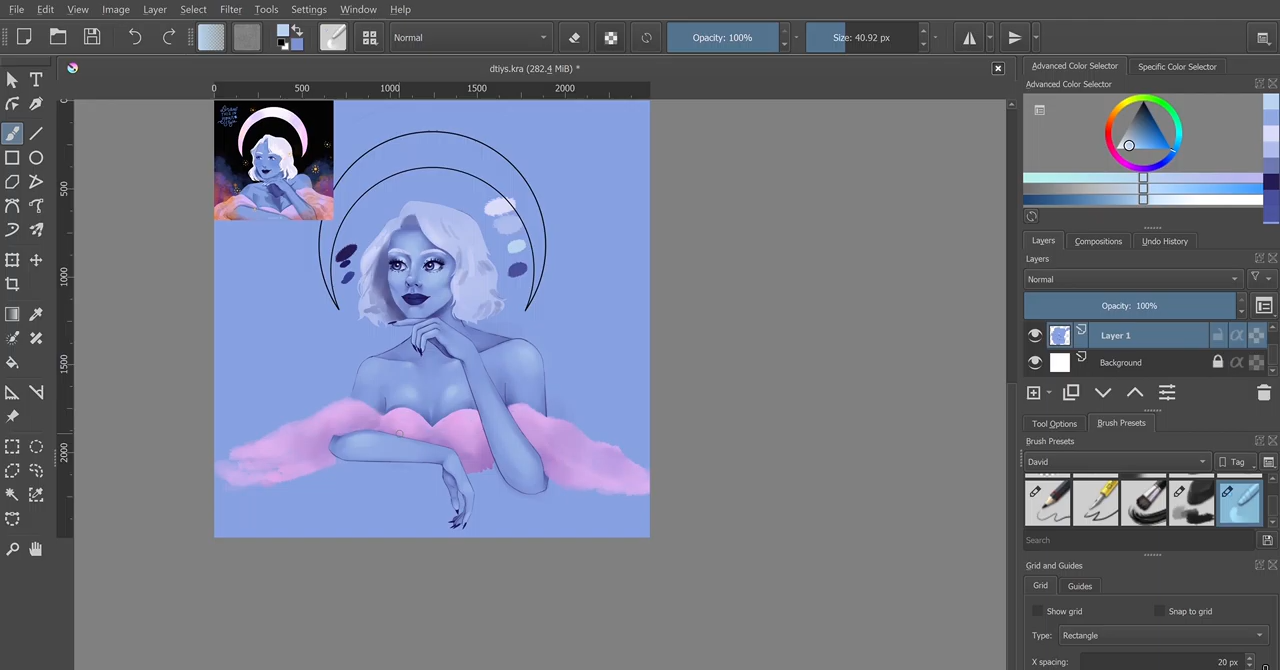 File Edit View Image Layer Select Filter Tools Settings Window Help
Normal
Opacity: 100%
Size: 40.92 px
dtiys.kra (282.4 MiB) *
Advanced Color Selector
Specific Color Selector
Advanced Color Selector
0 500 1000 1500 2000
0
500
1000
1500
2000
Layers
Compositions
Undo History
Layers
Normal
Opacity: 100%
Layer 1
Background
Tool Options
Brush Presets
Brush Presets
David
Tag
Search
Grid and Guides
Grid
Guides
Show grid
Snap to grid
Type:
Rectangle
X spacing:
20 px